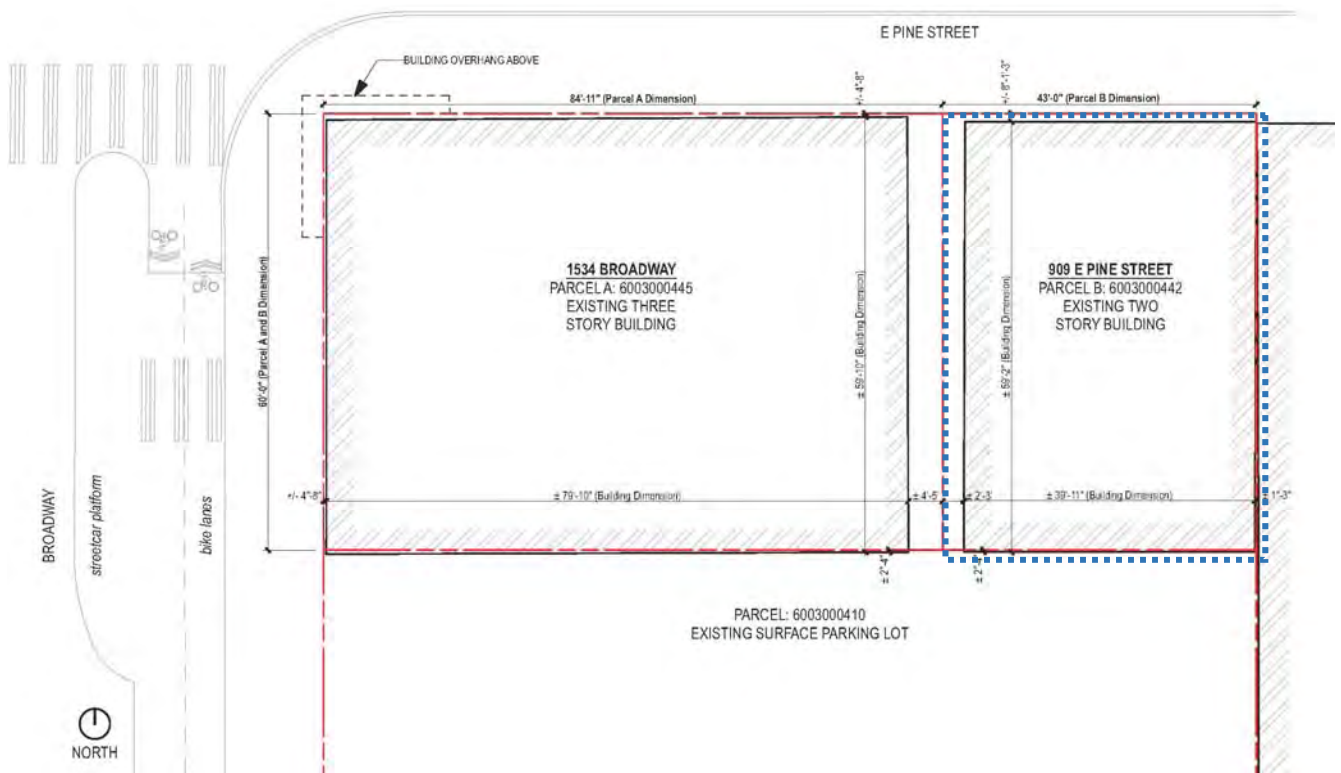 E PINE STREET
BUILDING OVERHANG ABOVE
84'-11" (Parcel A Dimension)
+/- 4"-8"
+/- 8"-1'-3"
43'-0" (Parcel B Dimension)
60'-0" (Parcel A and B Dimension)
1534 BROADWAY
PARCEL A: 6003000445
EXISTING THREE
STORY BUILDING
± 59'-10" (Building Dimension)
909 E PINE STREET
PARCEL B: 6003000442
EXISTING TWO
STORY BUILDING
± 59'-2" (Building Dimension)
+/- 4"-8"
± 79'-10" (Building Dimension)
± 4'-5"
± 2'-3"
± 39'-11" (Building Dimension)
± 1"-3"
± 2"-4"
BROADWAY
streetcar platform
bike lanes
PARCEL: 6003000410
EXISTING SURFACE PARKING LOT
NORTH